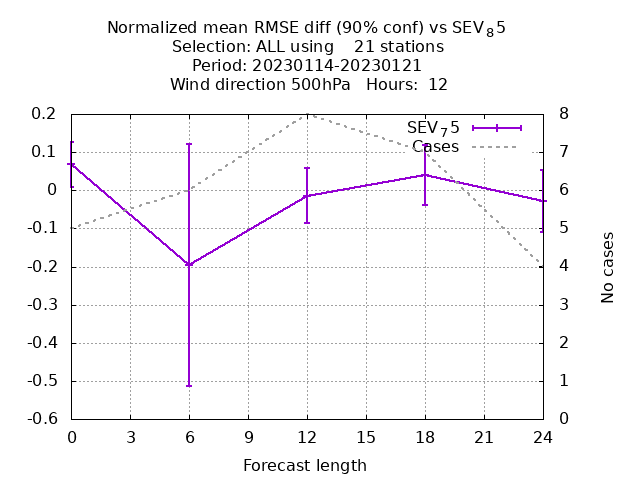 Normalized mean RMSE diff (90% conf) vs SEV₈5
Selection: ALL using    21 stations
Period: 20230114-20230121
Wind direction 500hPa   Hours:  12
SEV₇5
Cases
0.2
0.1
0
-0.1
-0.2
-0.3
-0.4
-0.5
-0.6
8
7
6
5
4
3
2
1
0
No cases
0 3 6 9 12 15 18 21 24
Forecast length